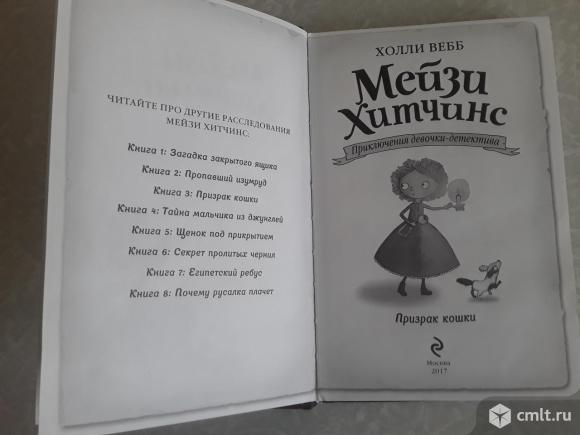 ЧИТАЙТЕ ПРО ДРУГИЕ РАССЛЕДОВАНИЯ
МЕЙЗИ ХИТЧИНС:
Книга 1: Загадка закрытого ящика
Книга 2: Пропавший изумруд
Книга 3: Призрак кошки
Книга 4: Тайна мальчика из джунглей
Книга 5: Щенок под прикрытием
Книга 6: Секрет пролитых чернил
Книга 7: Египетский ребус
Книга 8: Почему русалка плачет
ХОЛЛИ ВЕББ
Мейзи
Хитчинс
Приключения девочки-детектива
Призрак кошки
Москва
2017
cmlt.ru